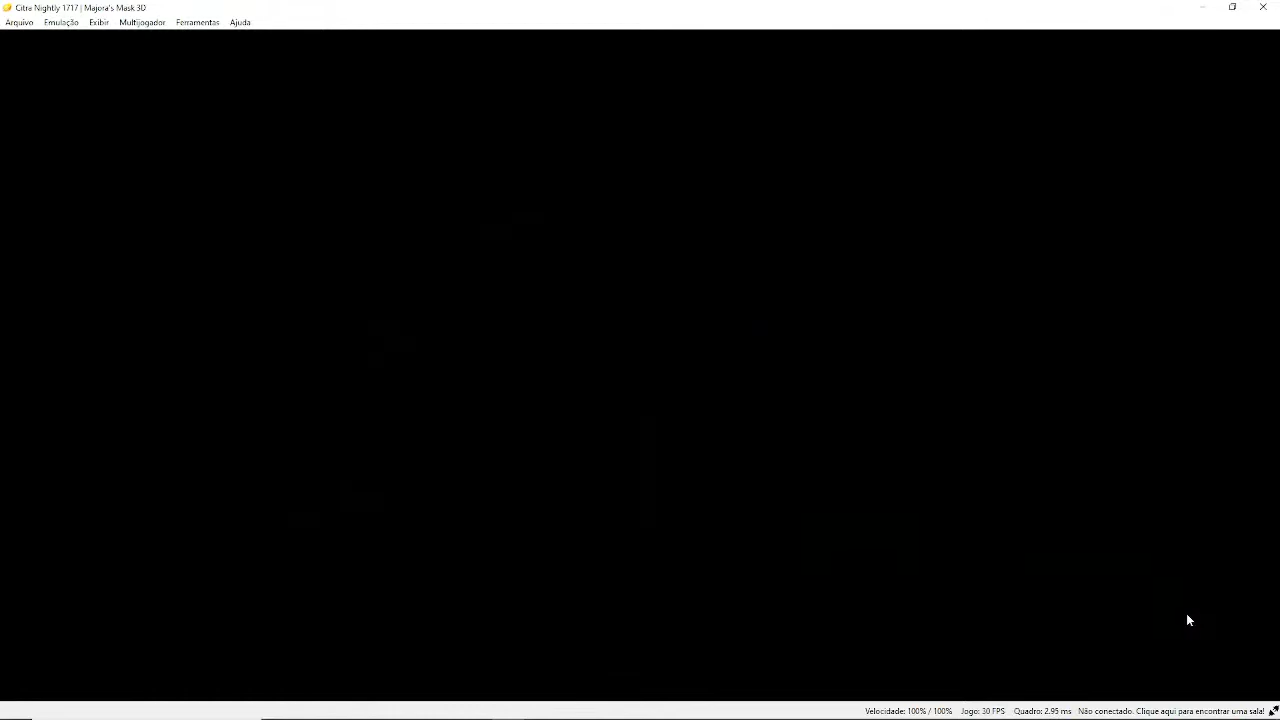 Citra Nightly 1717 | Majora's Mask 3D
Arquivo Emulação Exibir Multijogador Ferramentas Ajuda
Velocidade: 100% / 100% Jogo: 30 FPS Quadro: 2.95 ms Não conectado. Clique aqui para encontrar uma sala!